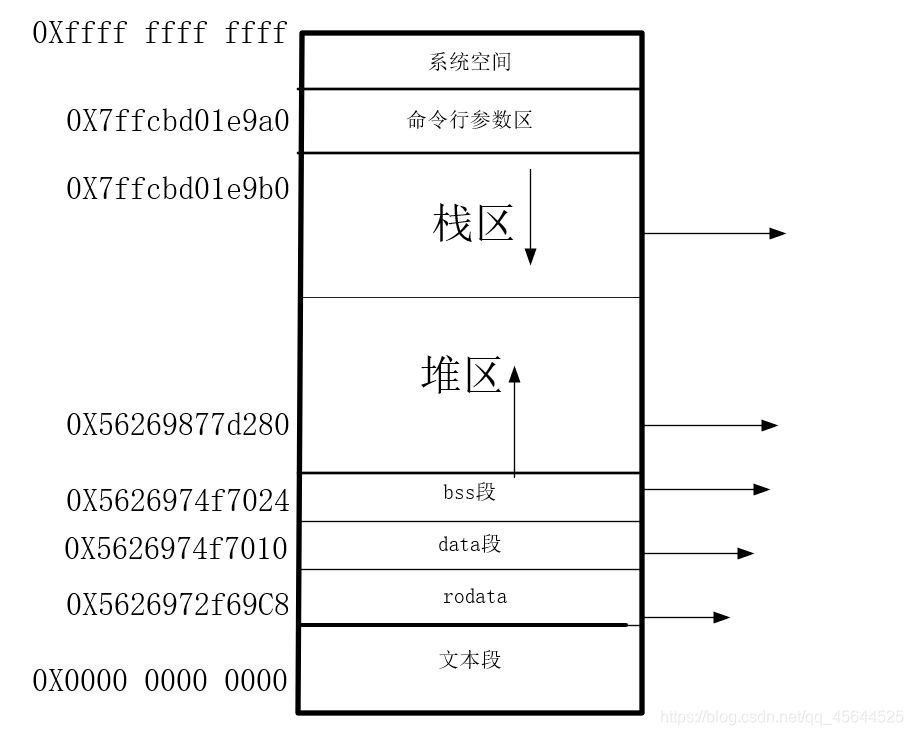 0Xffff ffff ffff
系统空间
0X7ffcbd01e9a0
命令行参数区
0X7ffcbd01e9b0
栈区
堆区
0X56269877d280
bss段
0X5626974f7024
data段
0X5626974f7010
rodata
0X5626972f69C8
文本段
0X0000 0000 0000
https://blog.csdn.net/qq_45644525